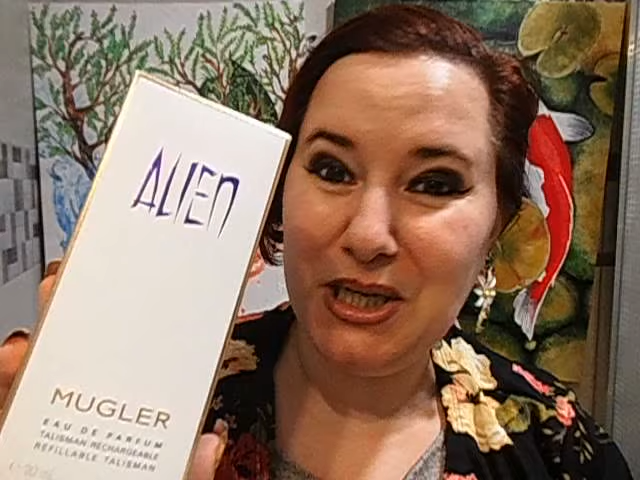 ALIEN
MUGLER
EAU DE PARFUM
TALISMAN RECHARGEABLE
REFILLABLE TALISMAN